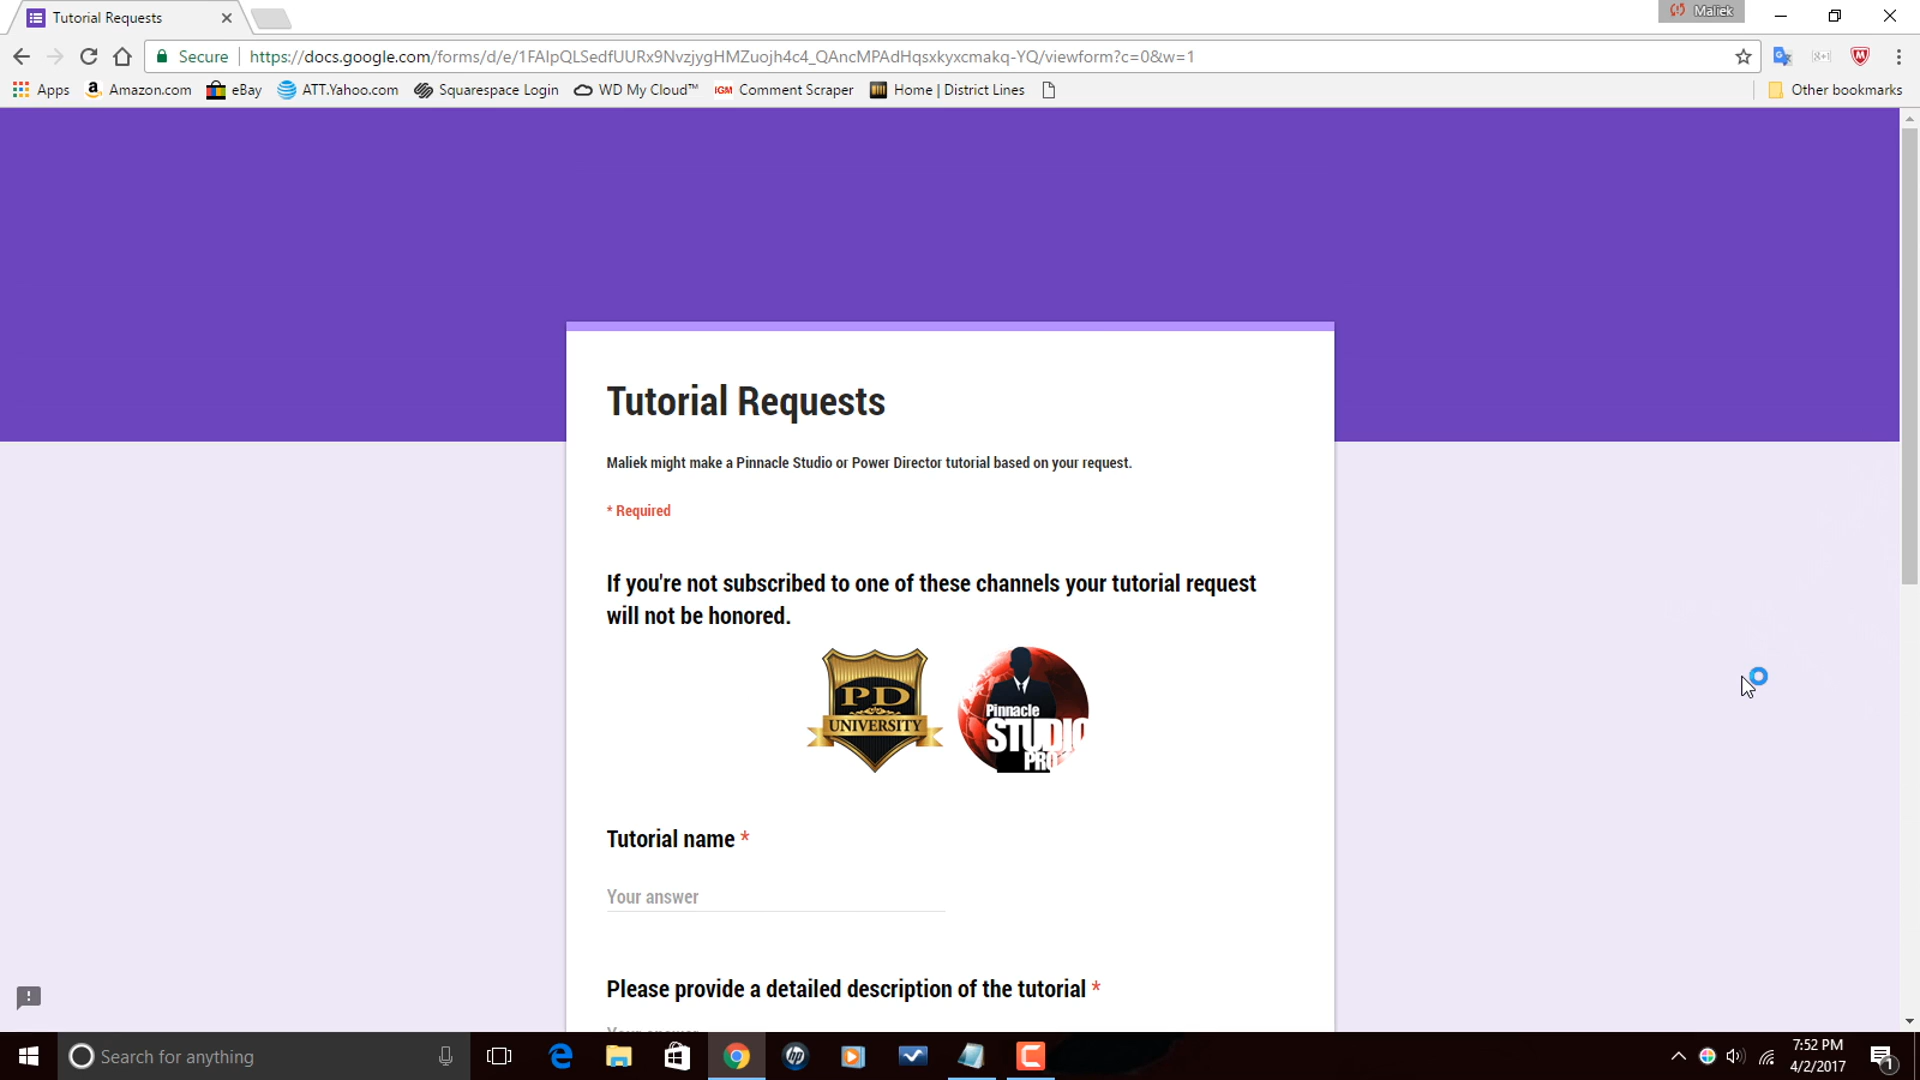 Tutorial Requests
Maliek
Secure
https://docs.google.com/forms/d/e/1FAIpQLSedfUURx9NvzjygHMZuojh4c4_QAncMPAdHqsxkyxcmakq-YQ/viewform?c=0&w=1
Apps
Amazon.com
eBay
ATT.Yahoo.com
Squarespace Login
WD My Cloud™
IGM Comment Scraper
Home | District Lines
Other bookmarks
Tutorial Requests
Maliek might make a Pinnacle Studio or Power Director tutorial based on your request.
* Required
If you're not subscribed to one of these channels your tutorial request
will not be honored.
PD
UNIVERSITY
Pinnacle
STUDIO
PRO
Tutorial name *
Your answer
Please provide a detailed description of the tutorial *
Your answer
Search for anything
7:52 PM
4/2/2017
1